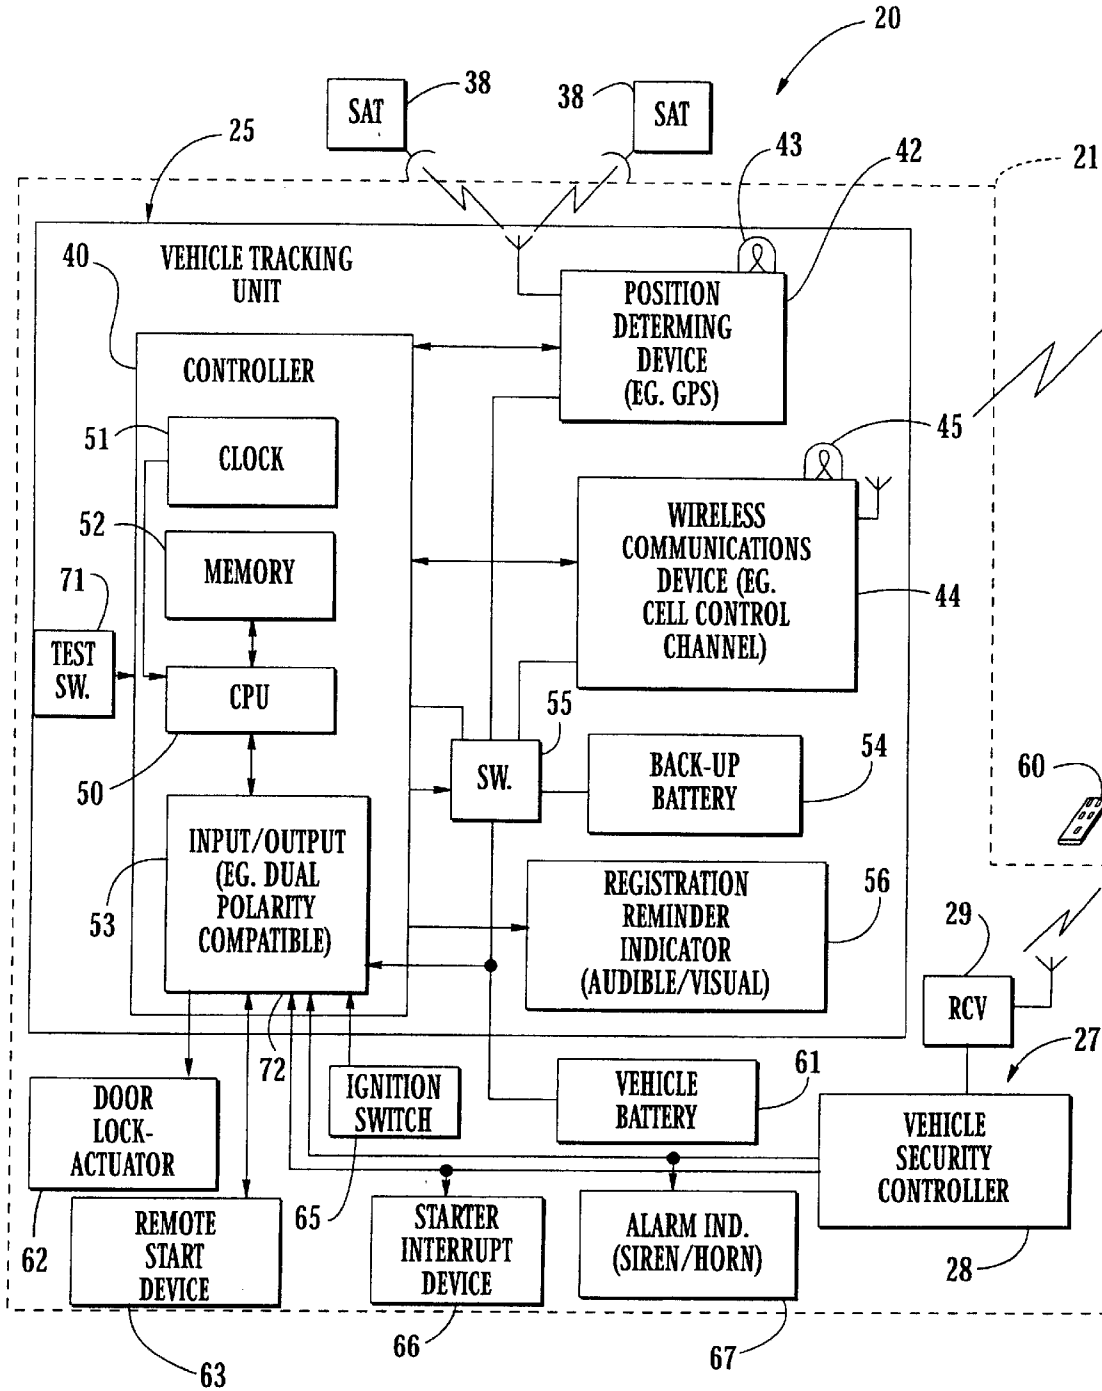 20
SAT
38
38
SAT
25
43
42
21
40
VEHICLE TRACKING
UNIT
POSITION
DETERMING
DEVICE
(EG. GPS)
CONTROLLER
51
CLOCK
45
52
MEMORY
WIRELESS
COMMUNICATIONS
DEVICE (EG.
CELL CONTROL
CHANNEL)
44
71
TEST
SW.
CPU
50
55
SW.
BACK-UP
BATTERY
54
60
INPUT/OUTPUT
(EG. DUAL
POLARITY
COMPATIBLE)
53
REGISTRATION
REMINDER
INDICATOR
(AUDIBLE/VISUAL)
56
29
RCV
27
72
DOOR
LOCK-
ACTUATOR
62
IGNITION
SWITCH
65
VEHICLE
BATTERY
61
VEHICLE
SECURITY
CONTROLLER
28
REMOTE
START
DEVICE
63
STARTER
INTERRUPT
DEVICE
66
ALARM IND.
(SIREN/HORN)
67